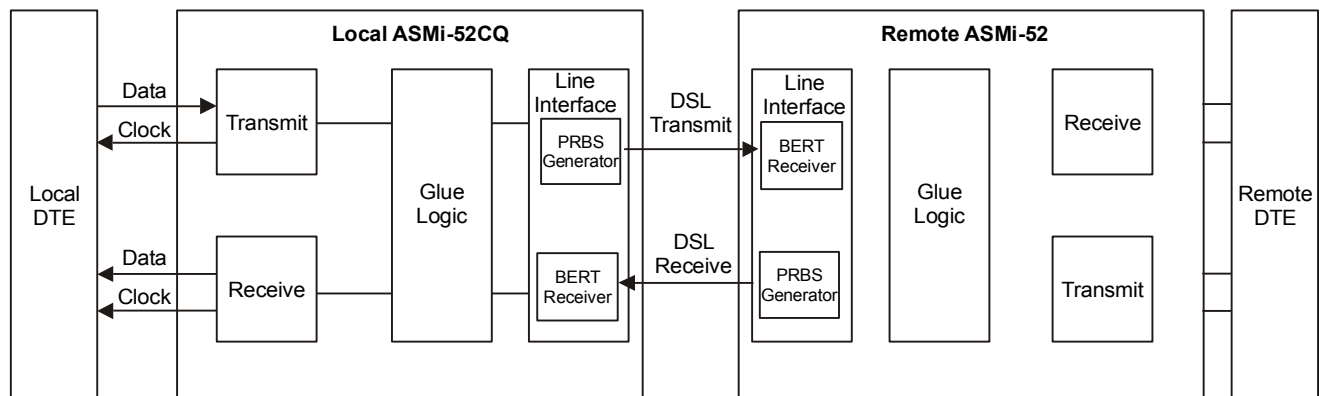 Local ASMi-52CQ
Remote ASMi-52
Local
DTE
Data
Clock
Data
Clock
Transmit
Receive
Glue
Logic
Line
Interface
PRBS
Generator
BERT
Receiver
DSL
Transmit
DSL
Receive
Line
Interface
BERT
Receiver
PRBS
Generator
Glue
Logic
Receive
Transmit
Remote
DTE